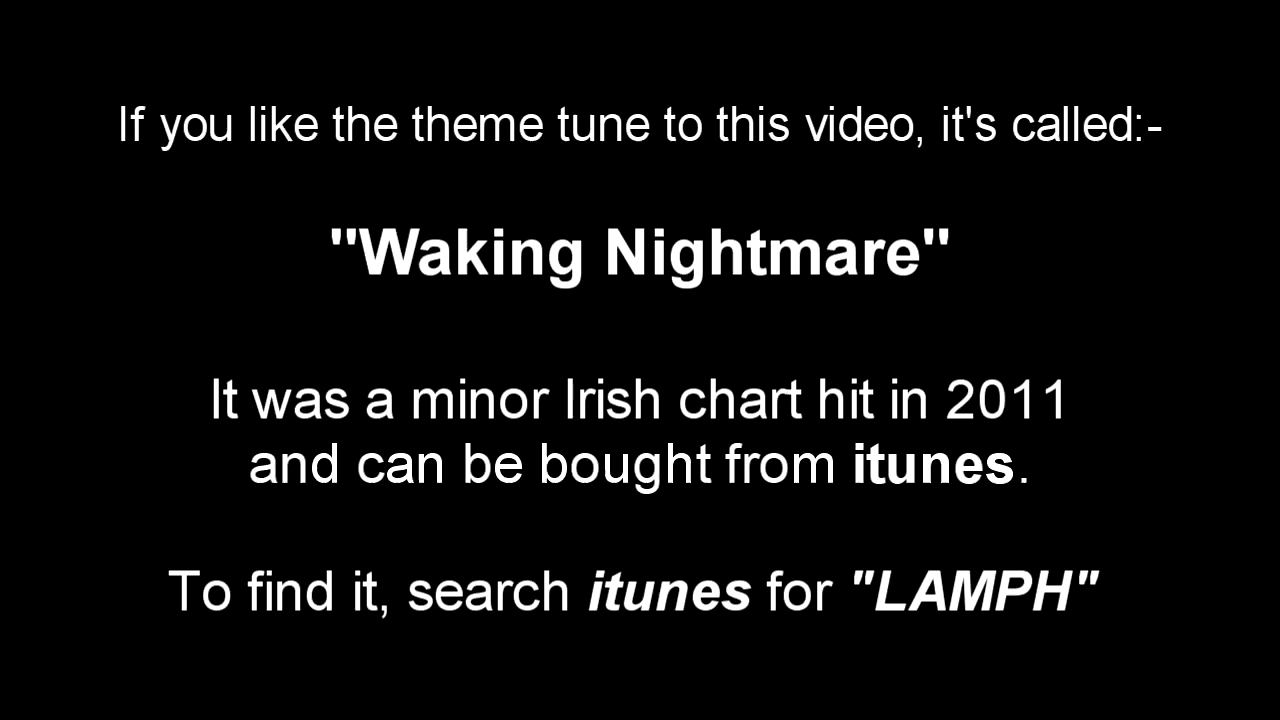 If you like the theme tune to this video, it's called:-
"Waking Nightmare"
It was a minor Irish chart hit in 2011
and can be bought from itunes.
To find it, search itunes for "LAMPH"